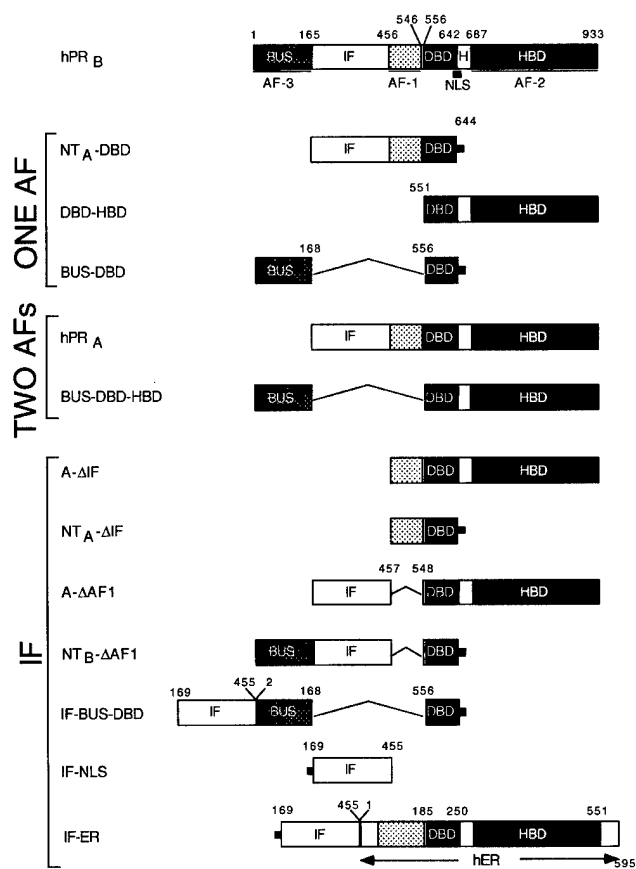 546 556
1 165 456 642 687 933
hPR B BUS IF DBD H HBD
AF-3 AF-1 NLS AF-2
ONE AF
644
NT A -DBD IF DBD
551
DBD-HBD DBD HBD
168 556
BUS-DBD BUS DBD
TWO AFs
hPR A IF DBD HBD
BUS-DBD-HBD BUS DBD HBD
IF
A-ΔIF DBD HBD
NT A -ΔIF DBD
457 548
A-ΔAF1 IF DBD HBD
NT B -ΔAF1 BUS IF DBD
169 455 2 168 556
IF-BUS-DBD IF BUS DBD
169 455
IF-NLS IF
169 455 1 185 250 551
IF-ER IF DBD HBD
hER 595